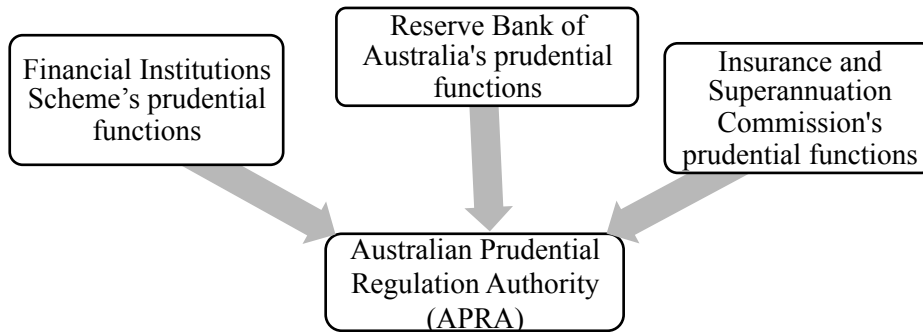 Financial Institutions
Scheme’s prudential
functions
Reserve Bank of
Australia's prudential
functions
Insurance and
Superannuation
Commission's
prudential functions
Australian Prudential
Regulation Authority
(APRA)